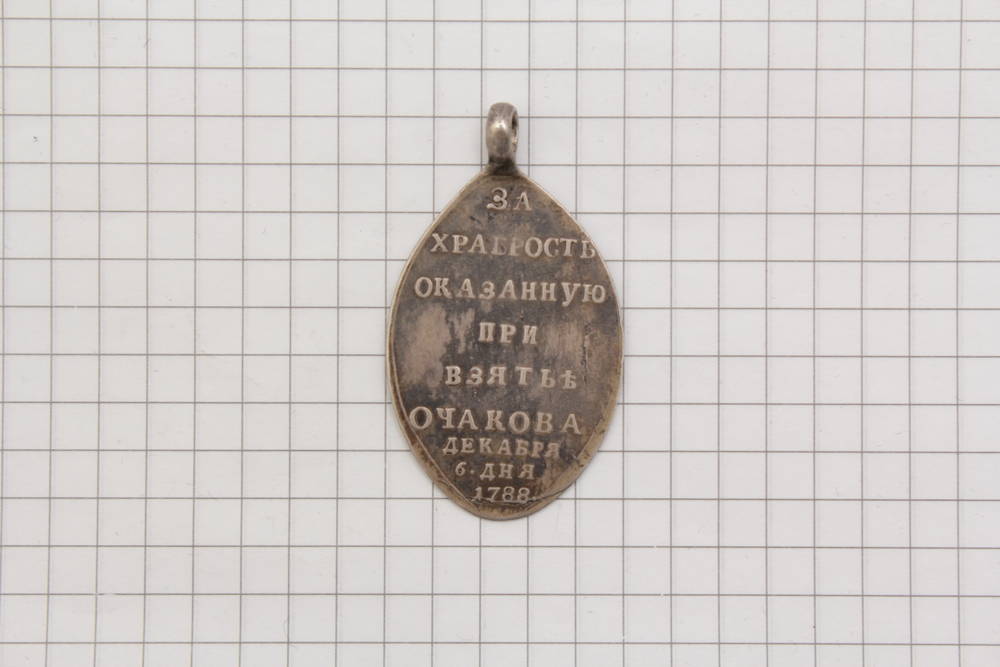 ЗА
ХРАБРОСТЬ
ОКАЗАННУЮ
ПРИ
ВЗЯТЬѢ
ОЧАКОВА
ДЕКАБРЯ
6. ДНЯ
1788.